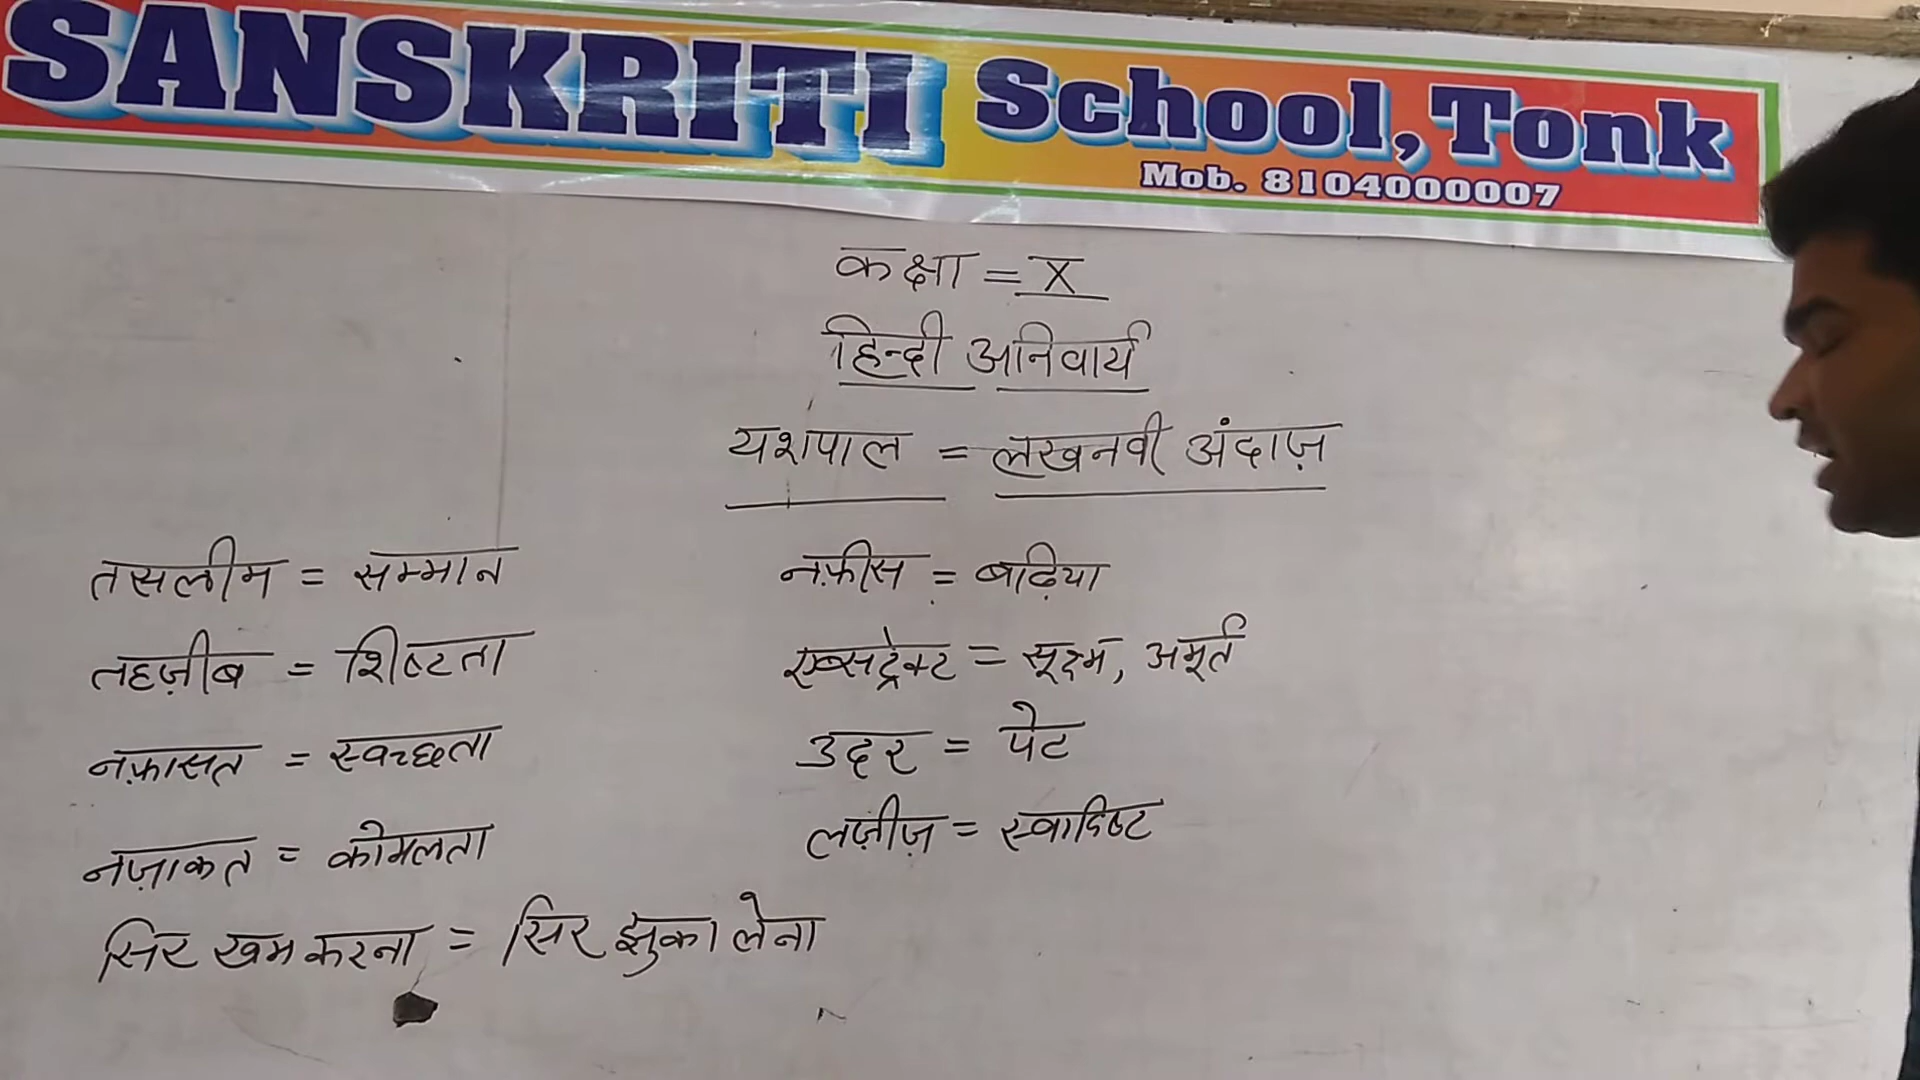 SANSKRITI School, Tonk
Mob. 8104000007
कक्षा = X
हिन्दी अनिवार्य
यशपाल = लखनवी अंदाज़
तसलीम = सम्मान
तहज़ीब = शिष्टता
नफ़ासत = स्वच्छता
नज़ाकत = कोमलता
सिर खम करना = सिर झुका लेना
नफ़ीस = बढ़िया
एब्सट्रेक्ट = सूक्ष्म, अमूर्त
उदर = पेट
लज़ीज़ = स्वादिष्ट